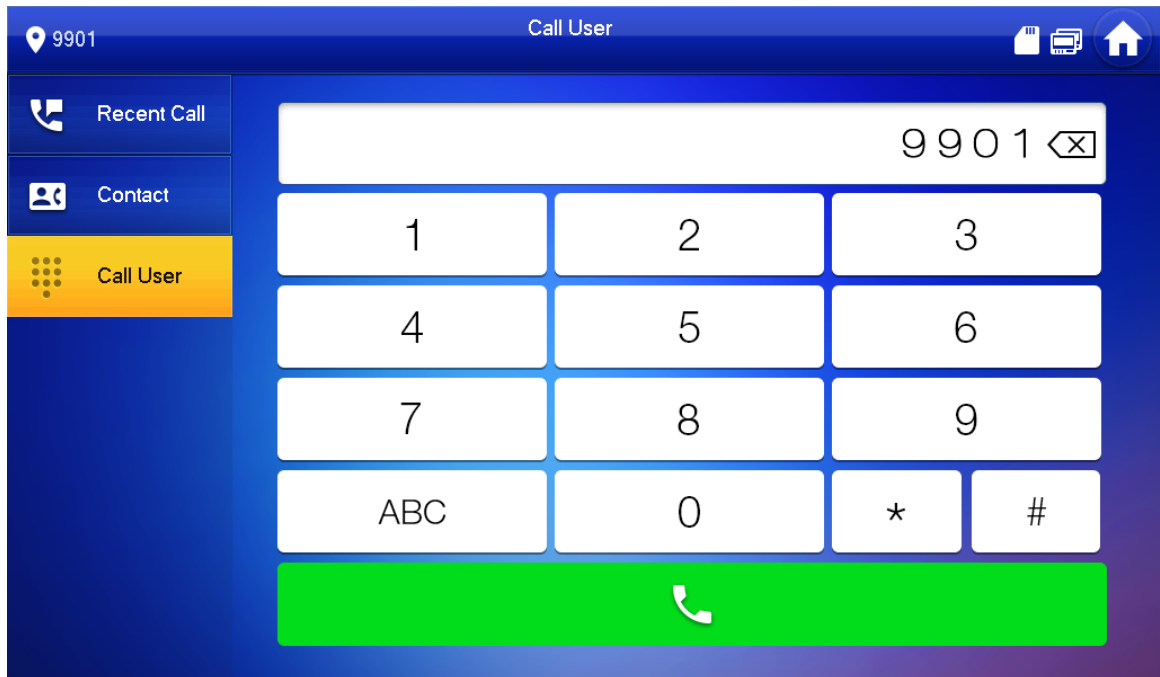 9901
Call User
Recent Call
Contact
Call User
9901
1 2 3
4 5 6
7 8 9
ABC 0 * #